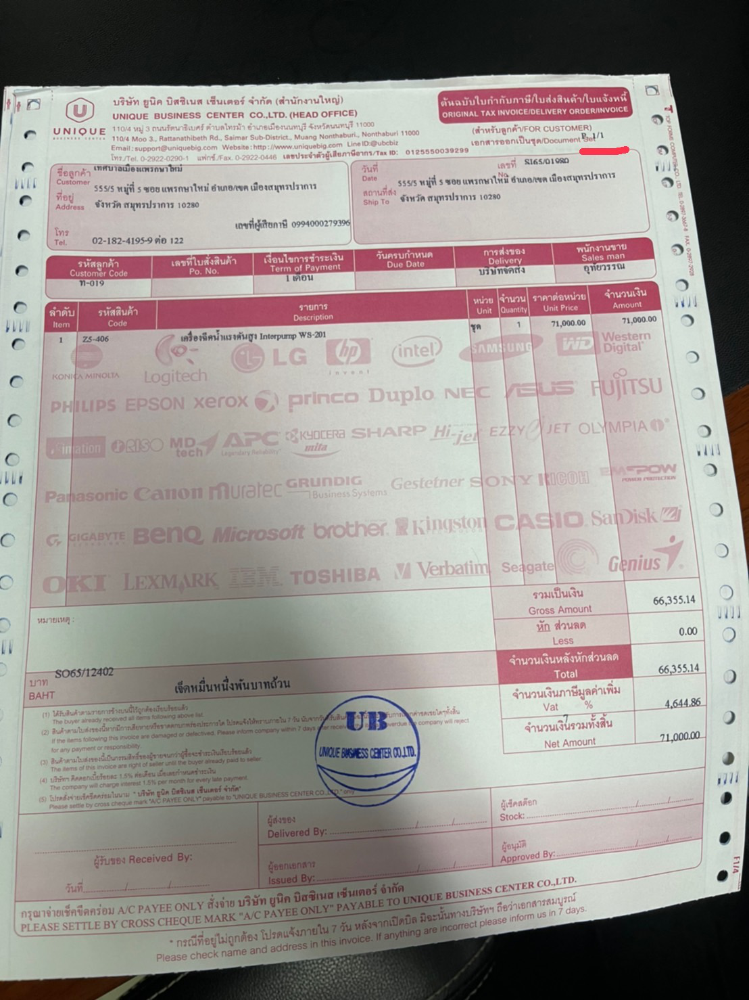 UNIQUE
BUSINESS CENTER
บริษัท ยูนิค บิสซิเนส เซ็นเตอร์ จำกัด (สำนักงานใหญ่)
UNIQUE BUSINESS CENTER CO.,LTD. (HEAD OFFICE)
110/4 หมู่ 3 ถนนรัตนาธิเบศร์ ตำบลไทรม้า อำเภอเมืองนนทบุรี จังหวัดนนทบุรี 11000
110/4 Moo 3., Rattanathibeth Rd., Saimar Sub-District., Muang Nonthaburi., Nonthaburi 11000
Email:support@uniquebig.com Website:http://www.uniquebig.com Line ID:@ubcbiz
โทร./Tel. 0-2922-0290-1 แฟกซ์./Fax. 0-2922-0446 เลขประจำตัวผู้เสียภาษีอากร/Tax ID: 0125550039299
ต้นฉบับใบกำกับภาษี/ใบส่งสินค้า/ใบแจ้งหนี้
ORIGINAL TAX INVOICE/DELIVERY ORDER/INVOICE
(สำหรับลูกค้า/FOR CUSTOMER)
เอกสารออกเป็นชุด/Document Set
P. 1/1
ชื่อลูกค้า เทศบาลเมืองแพรกษาใหม่
Customer
555/5 หมู่ที่ 5 ซอย แพรกษาใหม่ อำเภอ/เขต เมืองสมุทรปราการ
ที่อยู่
Address จังหวัด สมุทรปราการ 10280
เลขที่ผู้เสียภาษี 0994000279396
โทร
Tel. 02-182-4195-9 ต่อ 122
วันที่
Date
เลขที่ SI65/01980
No.
555/5 หมู่ที่ 5 ซอย แพรกษาใหม่ อำเภอ/เขต เมืองสมุทรปราการ
สถานที่ส่ง
Ship To จังหวัด สมุทรปราการ 10280
รหัสลูกค้า เลขที่ใบสั่งสินค้า เงื่อนไขการชำระเงิน วันครบกำหนด การส่งของ พนักงานขาย
Customer Code Po. No. Term of Payment Due Date Delivery Sales man
ท-019 1 เดือน บริษัทจัดส่ง อุทัยวรรณ
ลำดับ รหัสสินค้า รายการ หน่วย จำนวน ราคาต่อหน่วย จำนวนเงิน
Item Code Description Unit Quantity Unit Price Amount
1 Z5-406 เครื่องฉีดน้ำแรงดันสูง Interpump WS-201 ชุด 1 71,000.00 71,000.00
KONICA MINOLTA Logitech LG hp invent intel SAMSUNG WD Western Digital
PHILIPS EPSON xerox princo Duplo NEC ASUS FUJITSU
imation RISO MD tech APC Legendary Reliability KYOCERA mita SHARP Hi-jet EZZY JET OLYMPIA
Panasonic Canon muratec GRUNDIG Business Systems Gestetner SONY RICOH EMPOW POWER PROTECTION
GIGABYTE BenQ Microsoft brother Kingston CASIO SanDisk
OKI LEXMARK IBM TOSHIBA Verbatim Seagate Genius
หมายเหตุ :
รวมเป็นเงิน 66,355.14
Gross Amount
หัก ส่วนลด 0.00
Less
จำนวนเงินหลังหักส่วนลด 66,355.14
Total
จำนวนเงินภาษีมูลค่าเพิ่ม 4,644.86
Vat 7 %
จำนวนเงินรวมทั้งสิ้น 71,000.00
Net Amount
SO65/12402
บาท
BAHT
เจ็ดหมื่นหนึ่งพันบาทถ้วน
(1) ได้รับสินค้าตามรายการข้างบนนี้ไว้ถูกต้องเรียบร้อยแล้ว
The buyer already received all items following above list.
(2) สินค้าตามใบส่งของนี้หากมีการเสียหายหรือขาดตกบกพร่องประการใด โปรดแจ้งให้ทราบภายใน 7 วัน
If the items following this invoice are damaged or defectived, Please inform company within 7 days company will reject
for any payment or responsibility.
(3) สินค้าตามใบส่งของนี้เป็นกรรมสิทธิ์ของผู้ขายจนกว่าผู้ซื้อจะชำระเงินเรียบร้อยแล้ว
The items of this invoice are right of seller until the buyer already paid to seller.
(4) บริษัทฯ คิดดอกเบี้ยร้อยละ 1.5% ต่อเดือน เมื่อเลยกำหนดชำระเงิน
The company will charge interest 1.5% per month for every late payment.
(5) โปรดสั่งจ่ายเช็คขีดคร่อมในนาม " บริษัท ยูนิค บิสซิเนส เซ็นเตอร์ จำกัด"
Please settle by cross cheque mark "A/C PAYEE ONLY" payable to "UNIQUE BUSINESS CENTER CO.,LTD." only
UB
UNIQUE BUSINESS CENTER CO.,LTD.
ผู้รับของ Received By:
วันที่
ผู้ส่งของ
Delivered By:
ผู้ออกเอกสาร
Issued By:
ผู้เช็คสต๊อก
Stock:
ผู้อนุมัติ
Approved By:
F1/4
กรุณาจ่ายเช็คขีดคร่อม A/C PAYEE ONLY สั่งจ่าย บริษัท ยูนิค บิสซิเนส เซ็นเตอร์ จำกัด
PLEASE SETTLE BY CROSS CHEQUE MARK "A/C PAYEE ONLY" PAYABLE TO UNIQUE BUSINESS CENTER CO.,LTD.
* กรณีที่อยู่ไม่ถูกต้อง โปรดแจ้งภายใน 7 วัน หลังจากเปิดบิล มิฉะนั้นทางบริษัทฯ ถือว่าเอกสารสมบูรณ์
Please check name and address in this invoice. If anything are incorrect please inform us in 7 days.